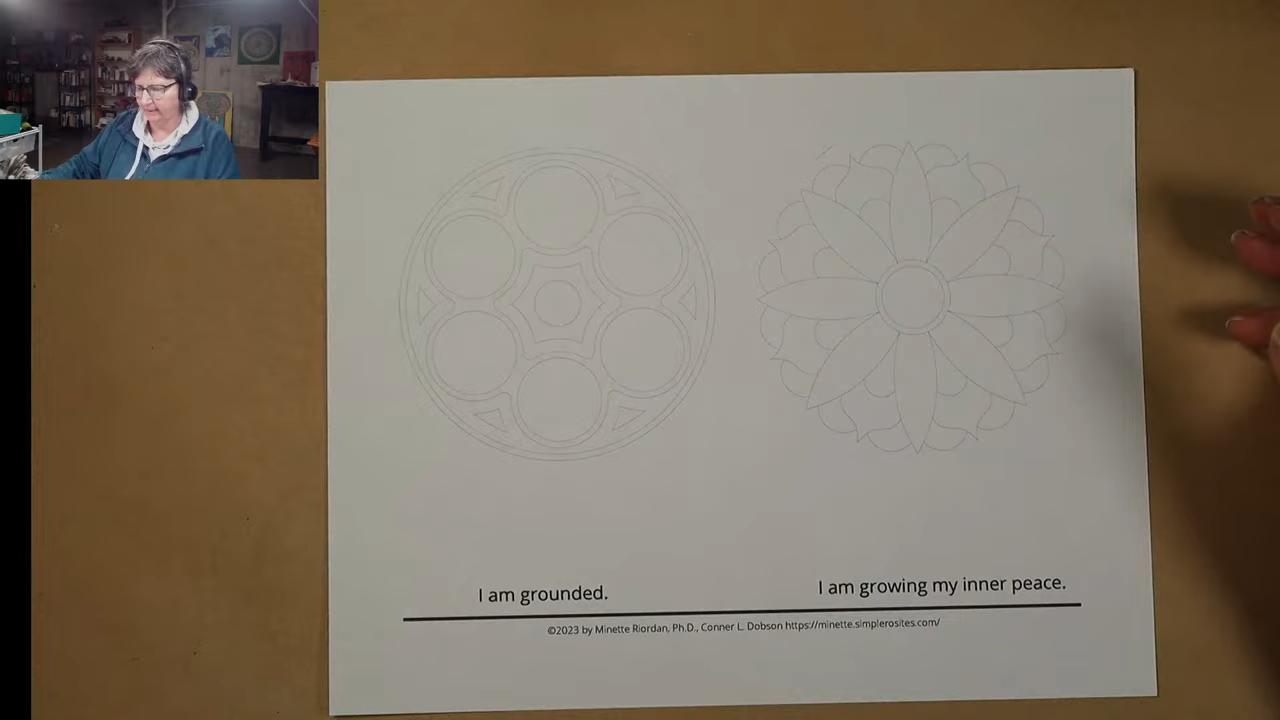 I am grounded.
I am growing my inner peace.
©2023 by Minette Riordan, Ph.D., Conner L. Dobson https://minette.simplerosites.com/